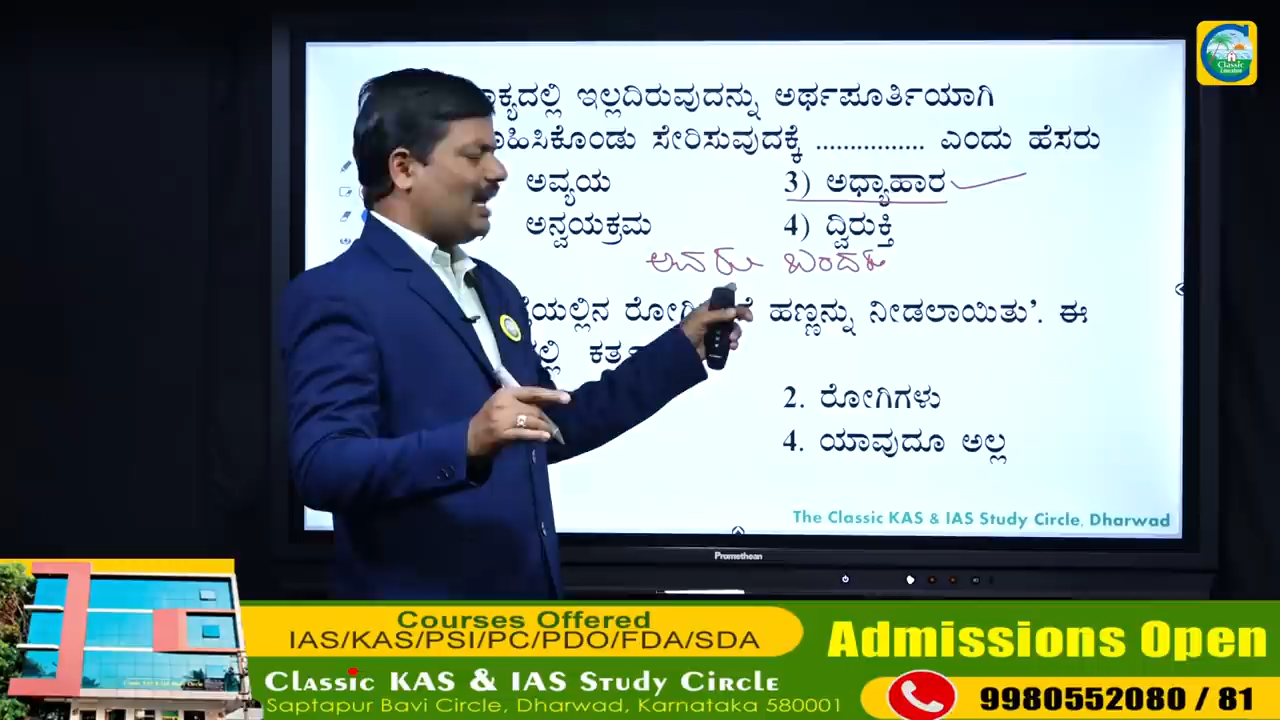 Classic
Education
ವಾಕ್ಯದಲ್ಲಿ ಇಲ್ಲದಿರುವುದನ್ನು ಅರ್ಥಪೂರ್ತಿಯಾಗಿ
ಸೇರಿಸುವುದಕ್ಕೆ ................ ಎಂದು ಹೆಸರು
ಅವ್ಯಯ 3) ಅಧ್ಯಾಹಾರ
ಅನ್ವಯಕ್ರಮ 4) ದ್ವಿರುಕ್ತಿ
ಅವರು ಬಂದರು
ಹಣ್ಣನ್ನು ನೀಡಲಾಯಿತು'. ಈ
2. ರೋಗಿಗಳು
4. ಯಾವುದೂ ಅಲ್ಲ
The Classic KAS & IAS Study Circle, Dharwad
Promethean
Courses Offered
IAS/KAS/PSI/PC/PDO/FDA/SDA
Classic KAS & IAS Study Circle
Saptapur Bavi Circle, Dharwad, Karnataka 580001
Admissions Open
9980552080 / 81